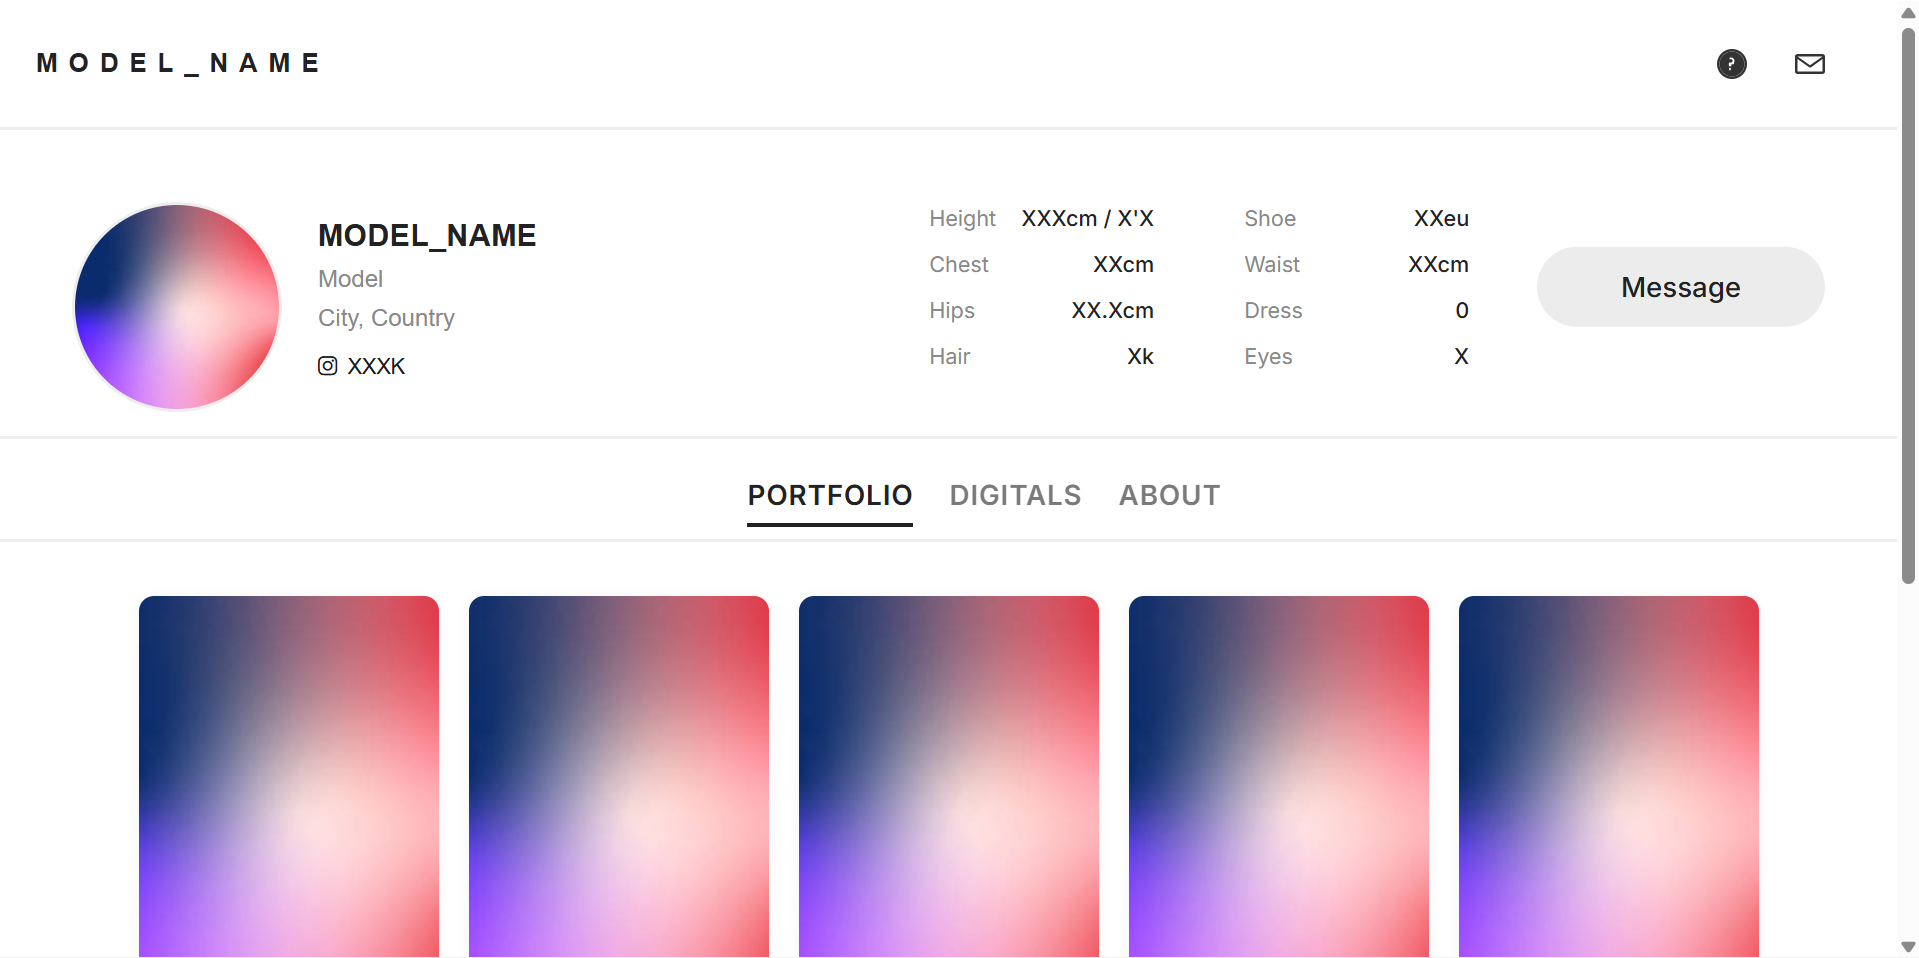 MODEL_NAME
MODEL_NAME
Model
City, Country
XXXK
Height XXXcm / X'X
Chest XXcm
Hips XX.Xcm
Hair Xk
Shoe XXeu
Waist XXcm
Dress 0
Eyes X
Message
PORTFOLIO DIGITALS ABOUT